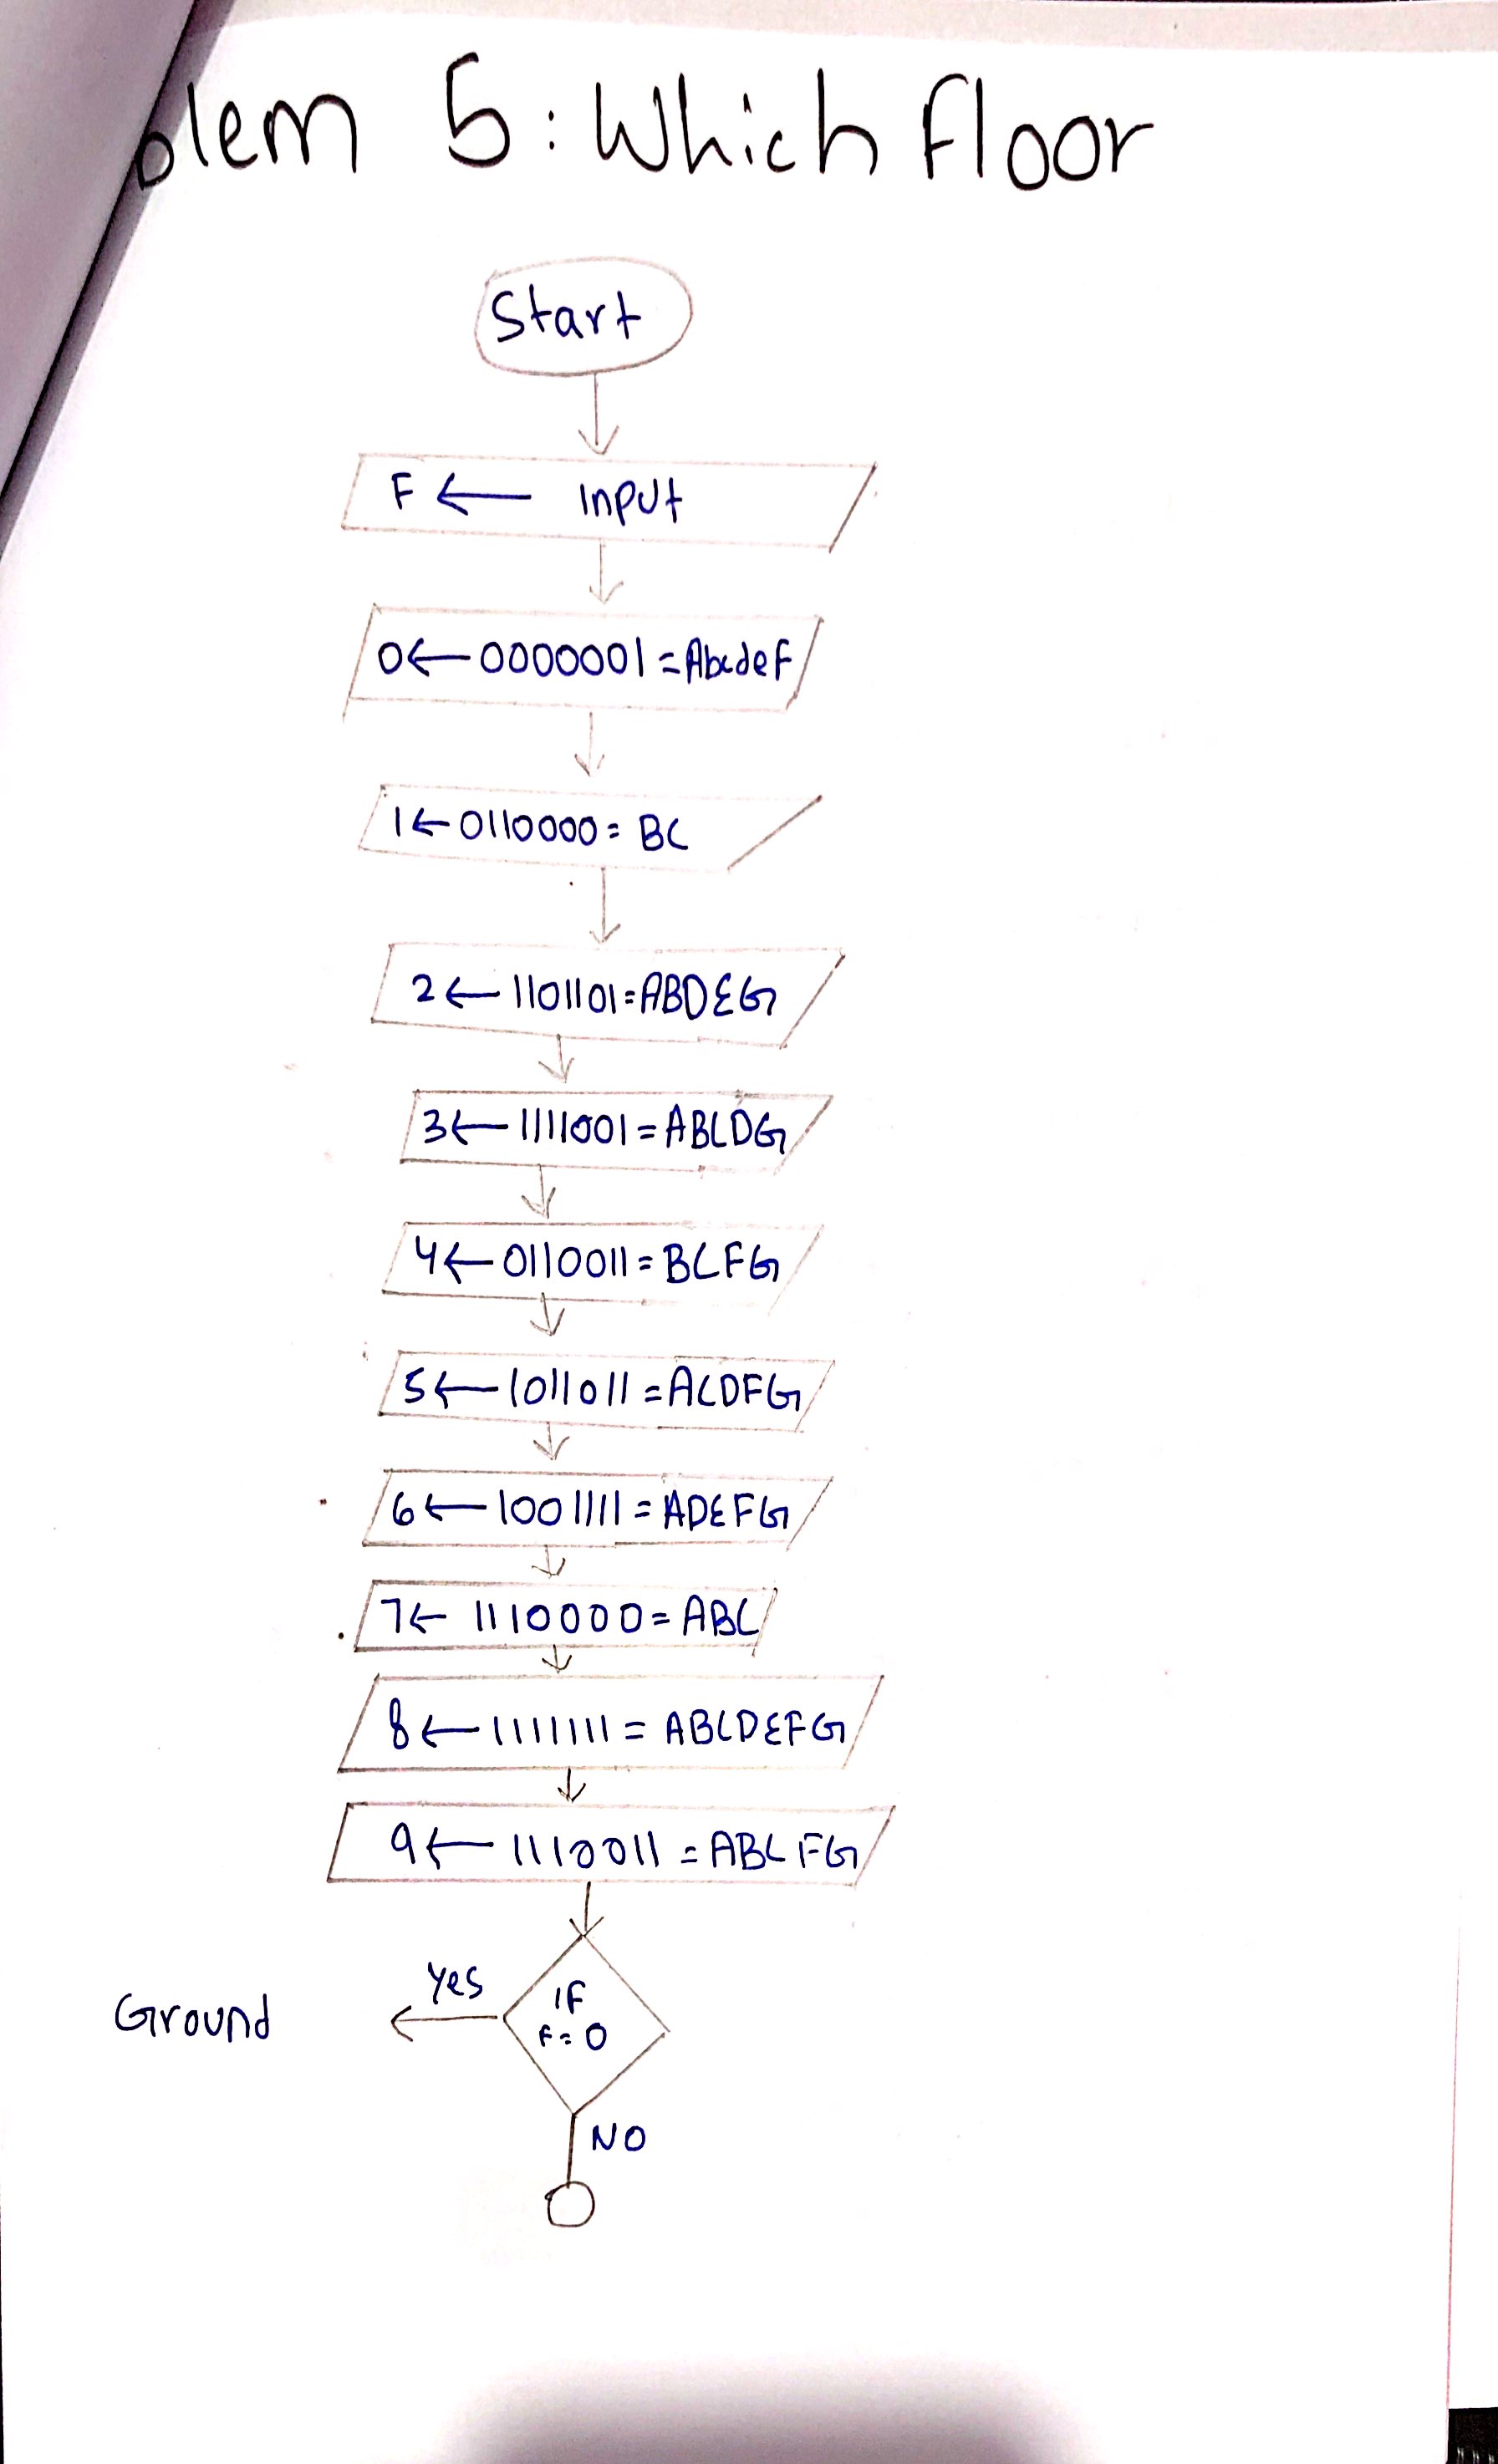 blem 5: Which Floor
Start
F ← Input
0 ← 0000001 = Abcdef
1 ← 0110000 = BC
2 ← 1101101 = ABDEG
3 ← 1111001 = ABCDG
4 ← 0110011 = BCFG
5 ← 1011011 = ACDFG
6 ← 1001111 = ADEFG
7 ← 1110000 = ABC
8 ← 1111111 = ABCDEFG
9 ← 1110011 = ABCFG
Yes
IF
Ground
F = 0
NO